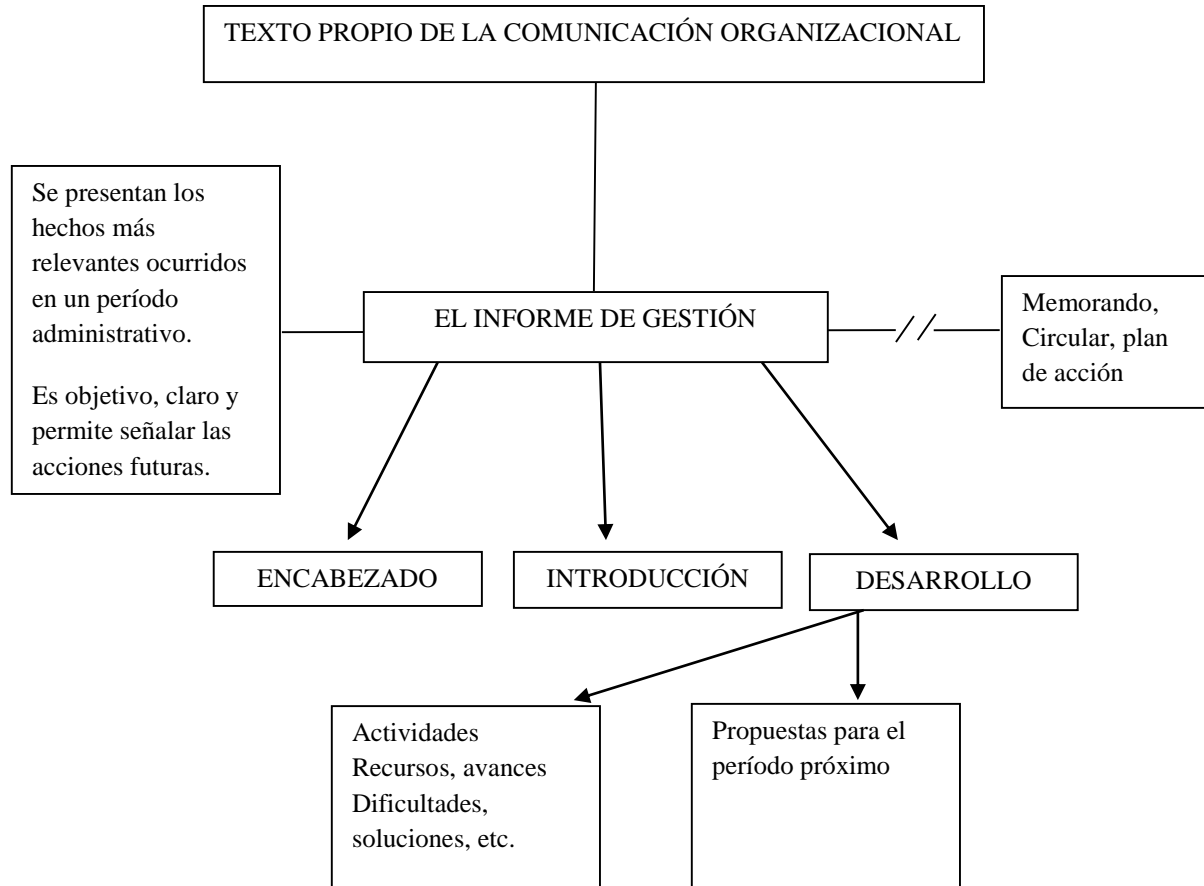 TEXTO PROPIO DE LA COMUNICACIÓN ORGANIZACIONAL
Se presentan los
hechos más
relevantes ocurridos
en un período
administrativo.
Es objetivo, claro y
permite señalar las
acciones futuras.
EL INFORME DE GESTIÓN
Memorando,
Circular, plan
de acción
ENCABEZADO
INTRODUCCIÓN
DESARROLLO
Actividades
Recursos, avances
Dificultades,
soluciones, etc.
Propuestas para el
período próximo